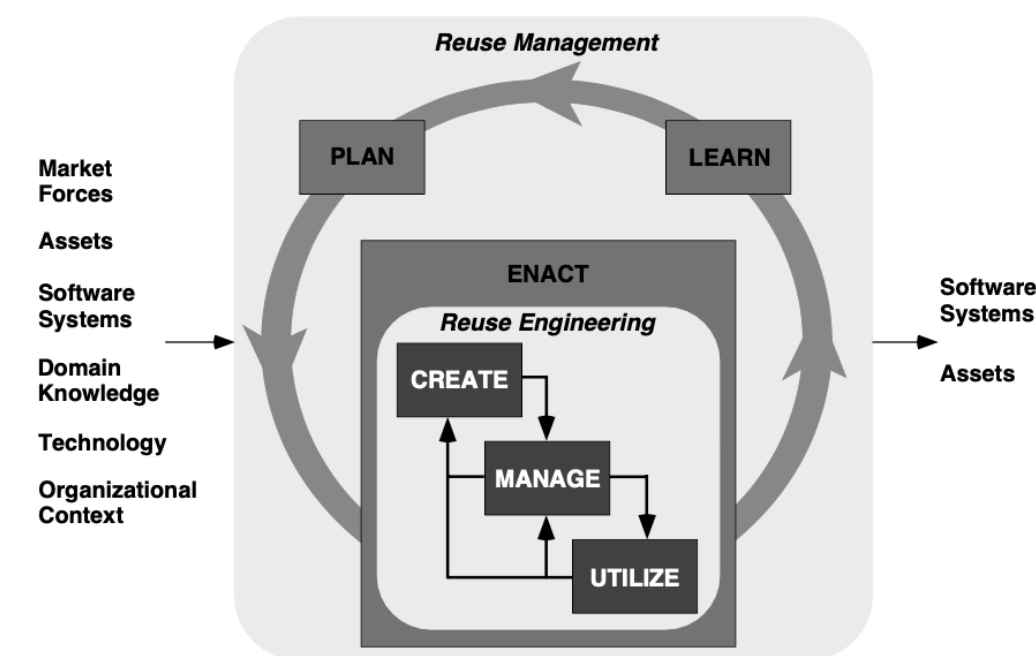 Reuse Management
PLAN
LEARN
Market
Forces
Assets
Software
Systems
Domain
Knowledge
Technology
Organizational
Context
ENACT
Reuse Engineering
CREATE
MANAGE
UTILIZE
Software
Systems
Assets